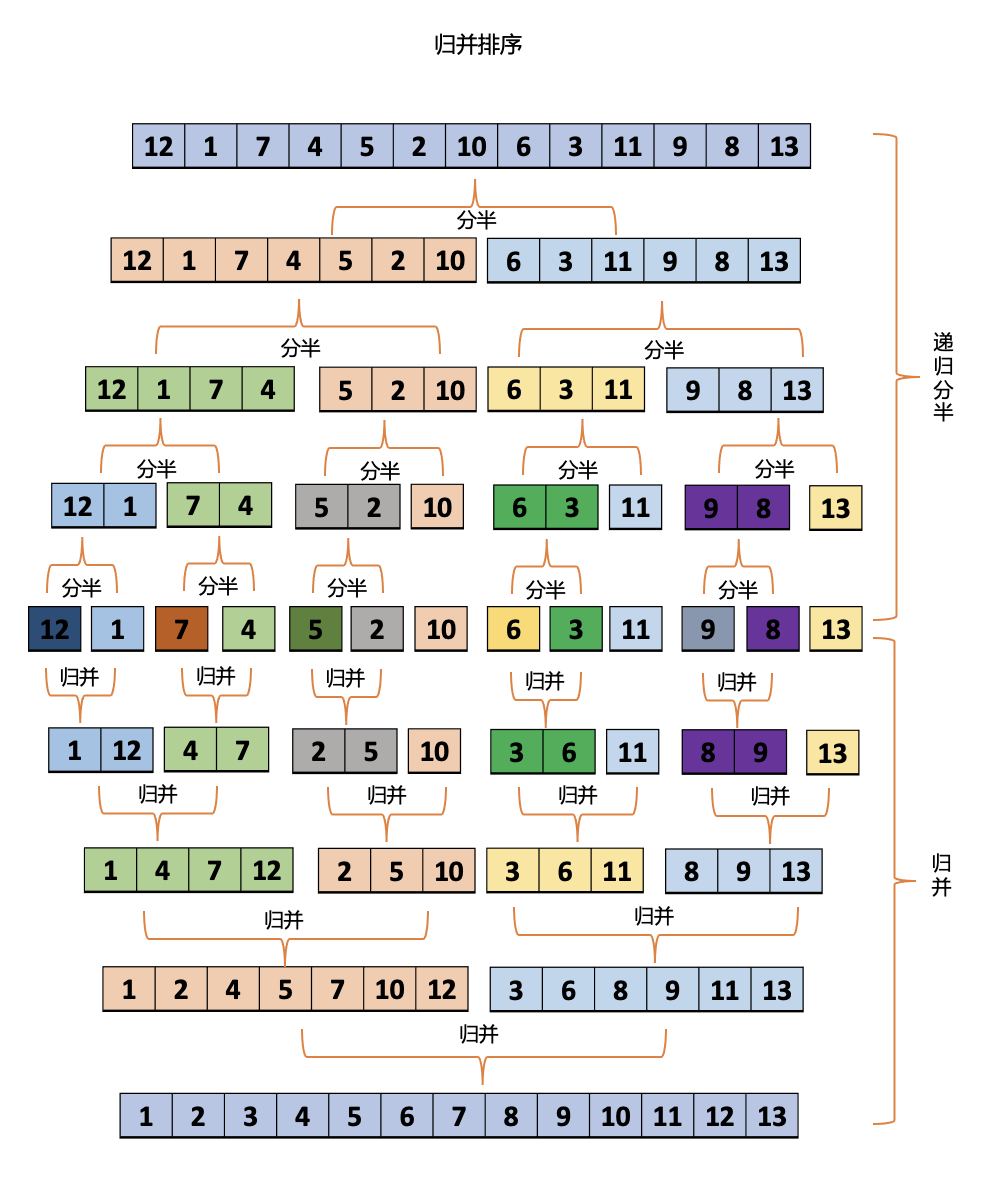 归并排序
12 1 7 4 5 2 10 6 3 11 9 8 13
分半
12 1 7 4 5 2 10 6 3 11 9 8 13
分半 分半
12 1 7 4 5 2 10 6 3 11 9 8 13
分半 分半 分半 分半
12 1 7 4 5 2 10 6 3 11 9 8 13
分半 分半 分半 分半 分半
12 1 7 4 5 2 10 6 3 11 9 8 13
归并 归并 归并 归并 归并
1 12 4 7 2 5 10 3 6 11 8 9 13
归并 归并 归并 归并
1 4 7 12 2 5 10 3 6 11 8 9 13
归并 归并
1 2 4 5 7 10 12 3 6 8 9 11 13
归并
1 2 3 4 5 6 7 8 9 10 11 12 13
递归分半
归并